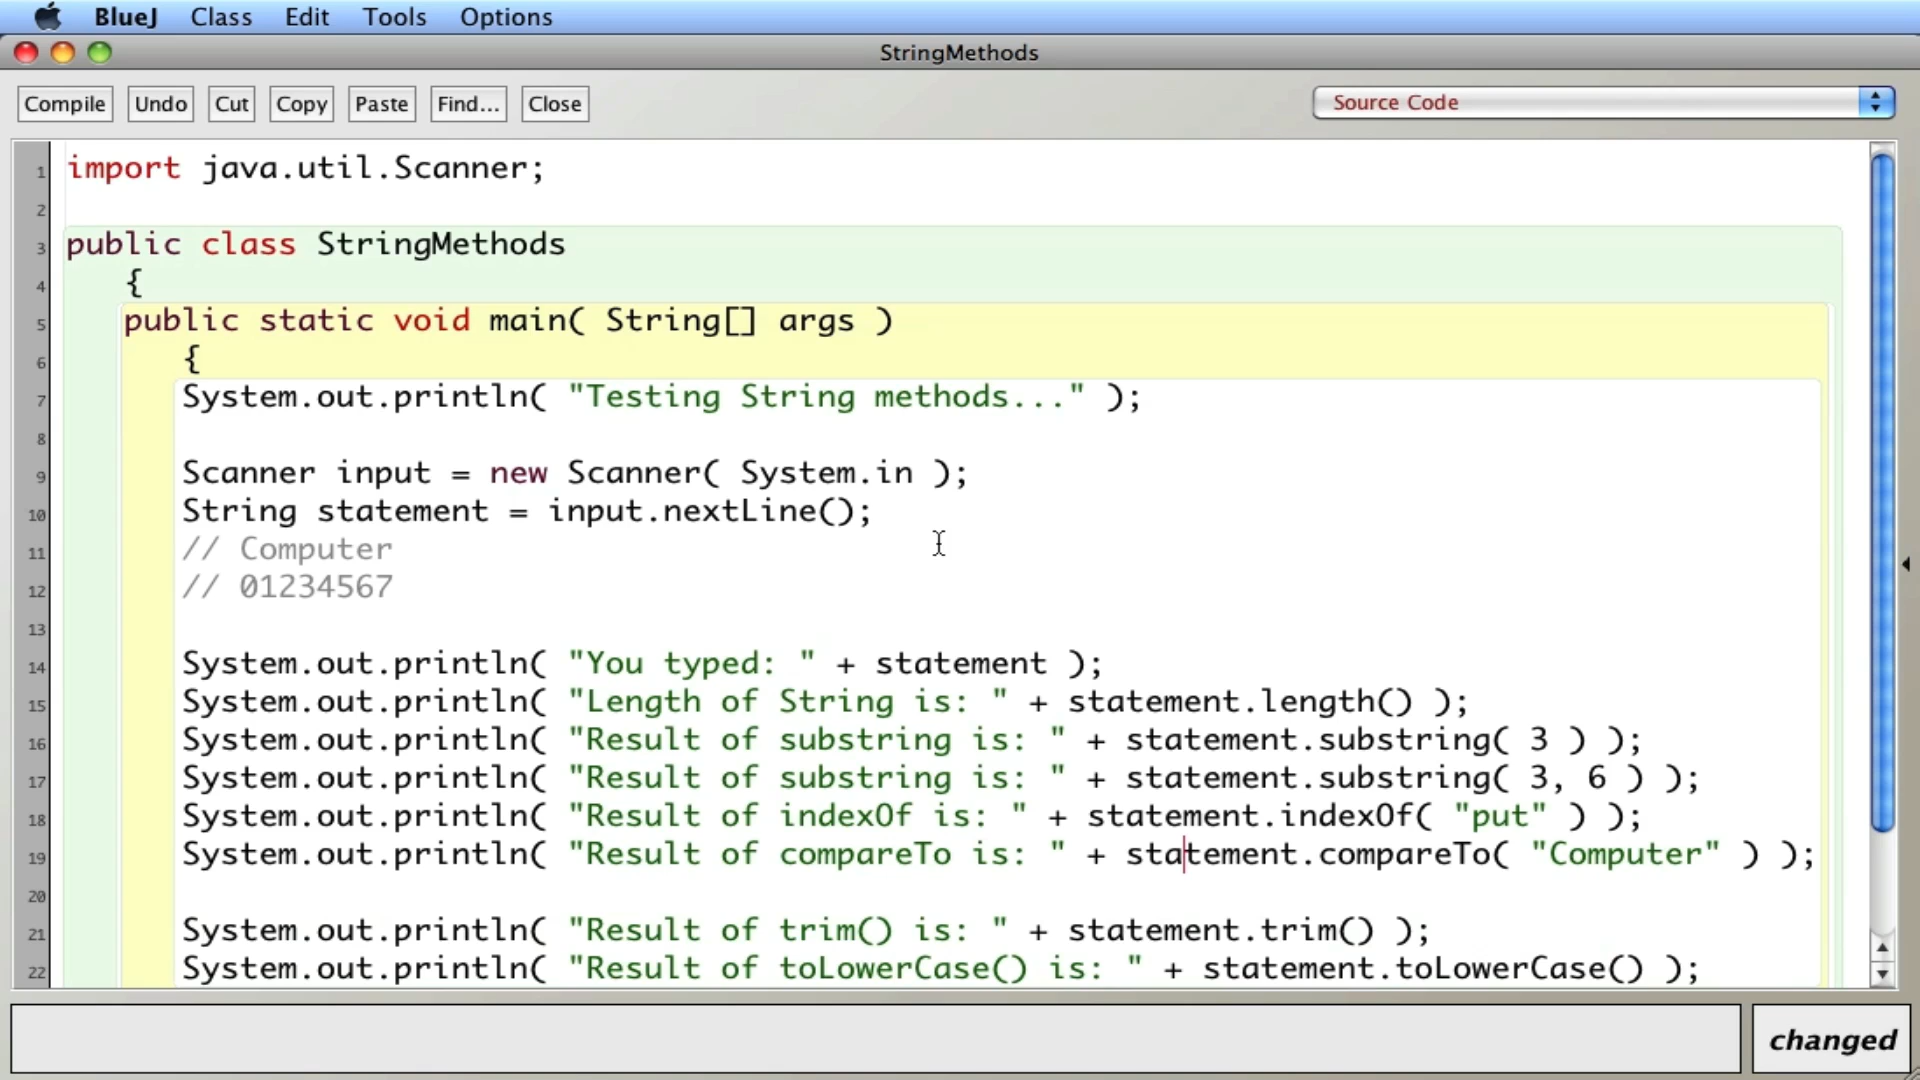 BlueJ Class Edit Tools Options
StringMethods
Compile Undo Cut Copy Paste Find... Close Source Code
1 import java.util.Scanner;
2
3 public class StringMethods
4 {
5 public static void main( String[] args )
6 {
7 System.out.println( "Testing String methods..." );
8
9 Scanner input = new Scanner( System.in );
10 String statement = input.nextLine();
11 // Computer
12 // 01234567
13
14 System.out.println( "You typed: " + statement );
15 System.out.println( "Length of String is: " + statement.length() );
16 System.out.println( "Result of substring is: " + statement.substring( 3 ) );
17 System.out.println( "Result of substring is: " + statement.substring( 3, 6 ) );
18 System.out.println( "Result of indexOf is: " + statement.indexOf( "put" ) );
19 System.out.println( "Result of compareTo is: " + statement.compareTo( "Computer" ) );
20
21 System.out.println( "Result of trim() is: " + statement.trim() );
22 System.out.println( "Result of toLowerCase() is: " + statement.toLowerCase() );
changed